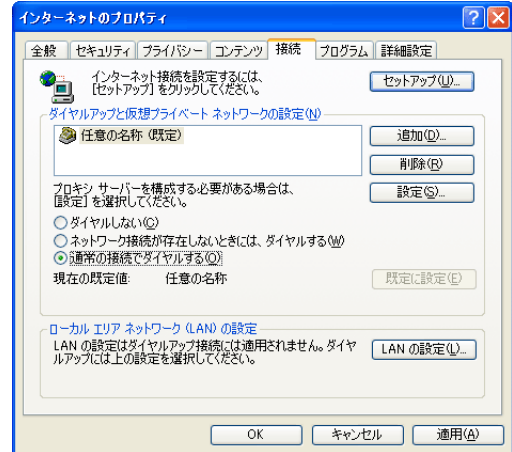 インターネットのプロパティ
全般 セキュリティ プライバシー コンテンツ 接続 プログラム 詳細設定
インターネット接続を設定するには、
[セットアップ] をクリックしてください。
セットアップ(U)...
ダイヤルアップと仮想プライベート ネットワークの設定(N)
任意の名称 (既定)
追加(D)...
削除(R)
プロキシ サーバーを構成する必要がある場合は、
[設定] を選択してください。
設定(S)...
ダイヤルしない(C)
ネットワーク接続が存在しないときには、ダイヤルする(W)
通常の接続でダイヤルする(O)
現在の既定値: 任意の名称
既定に設定(E)
ローカル エリア ネットワーク (LAN) の設定
LAN の設定はダイヤルアップ接続には適用されません。ダイヤ
ルアップには上の設定を選択してください。
LAN の設定(L)...
OK キャンセル 適用(A)